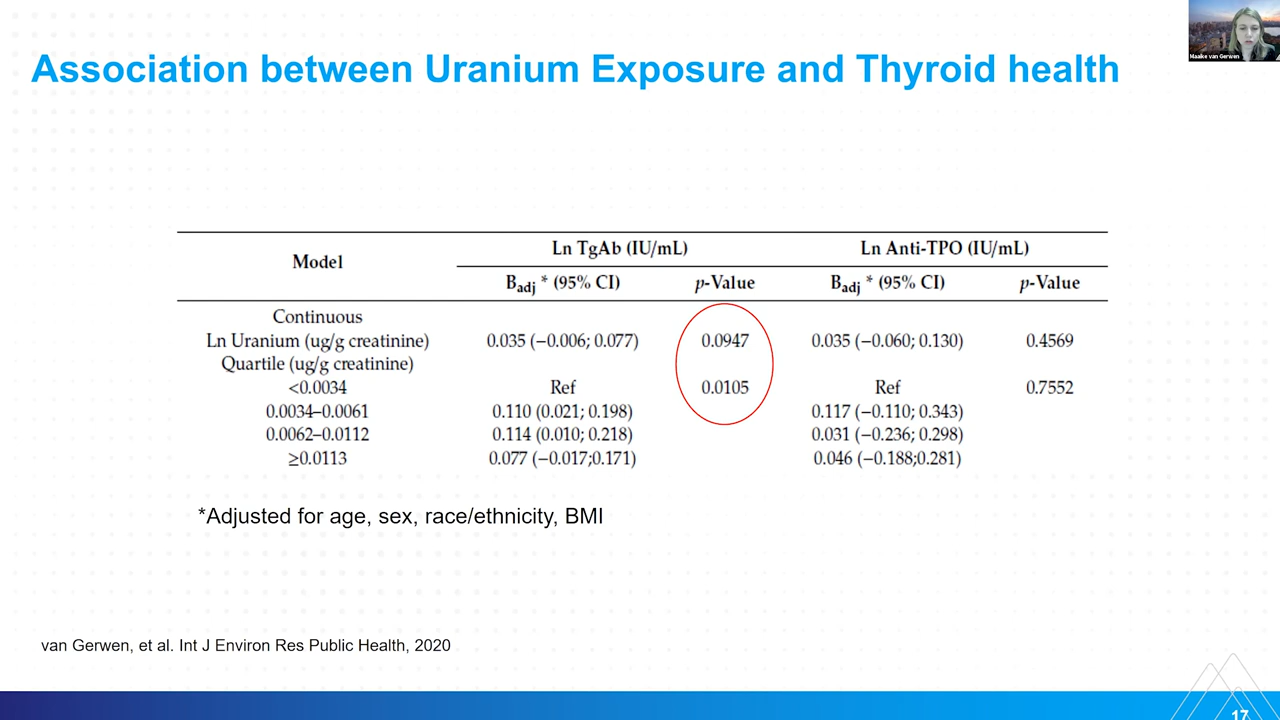 Maaike van Gerwen
Association between Uranium Exposure and Thyroid health
Model Ln TgAb (IU/mL) Ln Anti-TPO (IU/mL)
Badj * (95% CI) p-Value Badj * (95% CI) p-Value
Continuous
Ln Uranium (ug/g creatinine) 0.035 (−0.006; 0.077) 0.0947 0.035 (−0.060; 0.130) 0.4569
Quartile (ug/g creatinine)
<0.0034 Ref 0.0105 Ref 0.7552
0.0034–0.0061 0.110 (0.021; 0.198) 0.117 (−0.110; 0.343)
0.0062–0.0112 0.114 (0.010; 0.218) 0.031 (−0.236; 0.298)
≥0.0113 0.077 (−0.017;0.171) 0.046 (−0.188;0.281)
*Adjusted for age, sex, race/ethnicity, BMI
van Gerwen, et al. Int J Environ Res Public Health, 2020
17